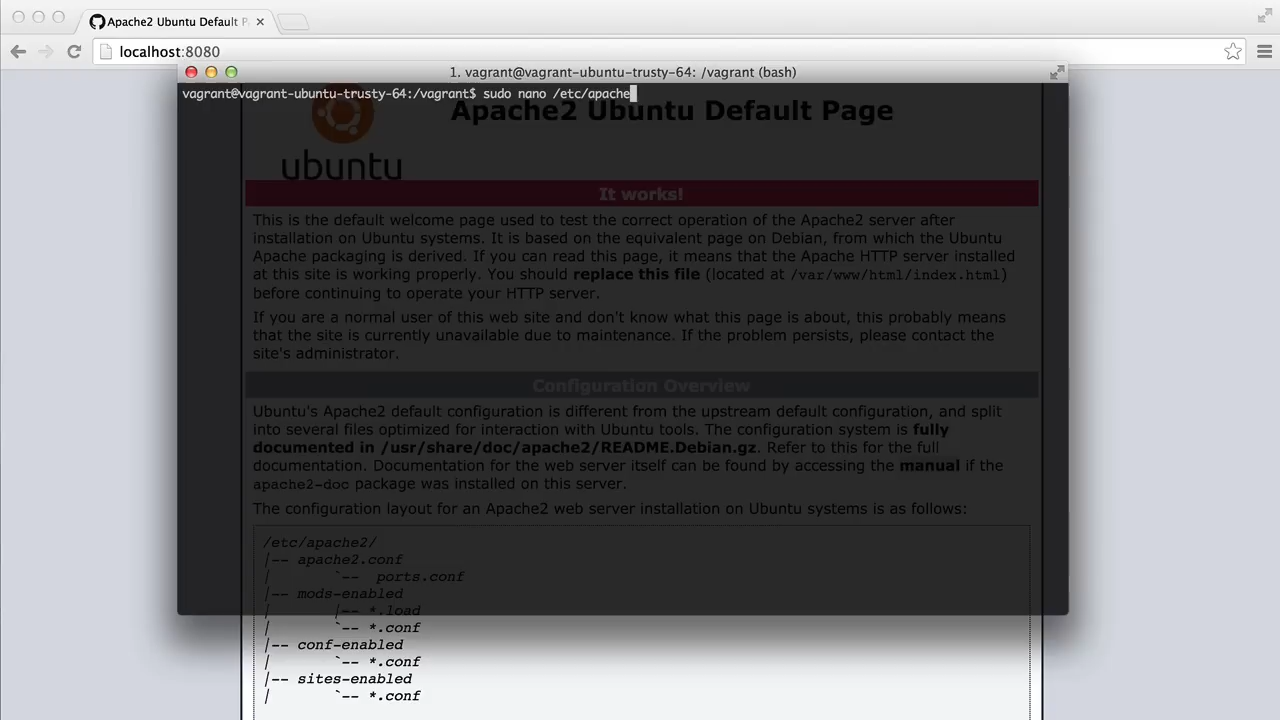 Apache2 Ubuntu Default P
localhost:8080
1. vagrant@vagrant-ubuntu-trusty-64: /vagrant (bash)
vagrant@vagrant-ubuntu-trusty-64:/vagrant$ sudo nano /etc/apache
Apache2 Ubuntu Default Page
ubuntu
It works!
This is the default welcome page used to test the correct operation of the Apache2 server after
installation on Ubuntu systems. It is based on the equivalent page on Debian, from which the Ubuntu
Apache packaging is derived. If you can read this page, it means that the Apache HTTP server installed
at this site is working properly. You should replace this file (located at /var/www/html/index.html)
before continuing to operate your HTTP server.
If you are a normal user of this web site and don't know what this page is about, this probably means
that the site is currently unavailable due to maintenance. If the problem persists, please contact the
site's administrator.
Configuration Overview
Ubuntu's Apache2 default configuration is different from the upstream default configuration, and split
into several files optimized for interaction with Ubuntu tools. The configuration system is fully
documented in /usr/share/doc/apache2/README.Debian.gz. Refer to this for the full
documentation. Documentation for the web server itself can be found by accessing the manual if the
apache2-doc package was installed on this server.
The configuration layout for an Apache2 web server installation on Ubuntu systems is as follows:
/etc/apache2/
|-- apache2.conf
|       `--  ports.conf
|-- mods-enabled
|       |-- *.load
|       `-- *.conf
|-- conf-enabled
|       `-- *.conf
|-- sites-enabled
|       `-- *.conf